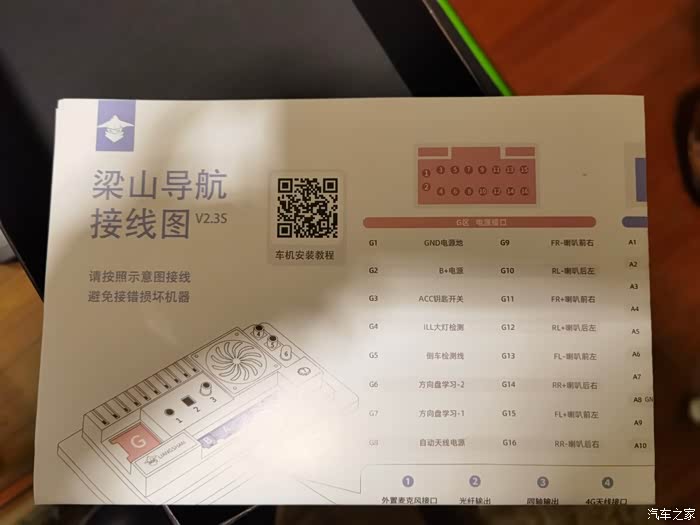 梁山导航
接线图 V2.3S
请按照示意图接线
避免接错损坏机器
车机安装教程
1 3 5 7 9 11 13 15
2 4 6 8 10 12 14 16
G区 电源接口
G1 GND电源地 G9 FR-喇叭前右
G2 B+电源 G10 RL-喇叭后左
G3 ACC钥匙开关 G11 FR+喇叭前右
G4 iLL大灯检测 G12 RL+喇叭后左
G5 倒车检测线 G13 FL-喇叭前左
G6 方向盘学习-2 G14 RR+喇叭后右
G7 方向盘学习-1 G15 FL+喇叭前左
G8 自动天线电源 G16 RR-喇叭后右
A1
A2
A3
A4
A5
A6
A7
A8 GN
A9
A10
4
5
6
1 2 3
G
B
LIANGSHAN
1 2 3 4
外置麦克风接口 光纤输出 同轴输出 4G天线接口
汽车之家